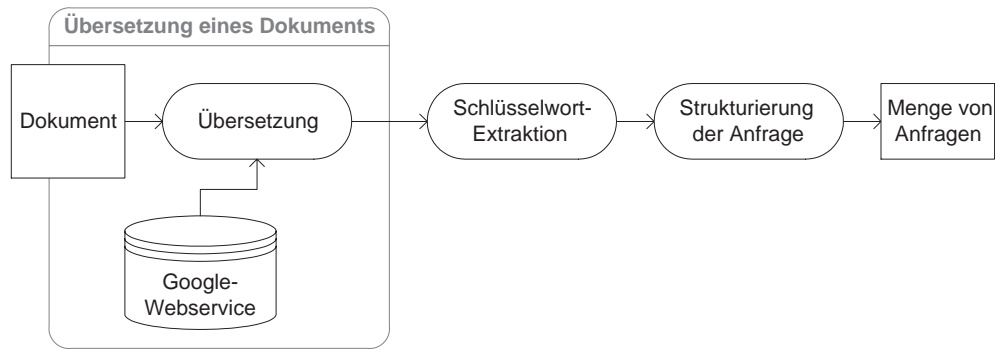 Übersetzung eines Dokuments
Dokument
Übersetzung
Schlüsselwort-
Extraktion
Strukturierung
der Anfrage
Menge von
Anfragen
Google-
Webservice